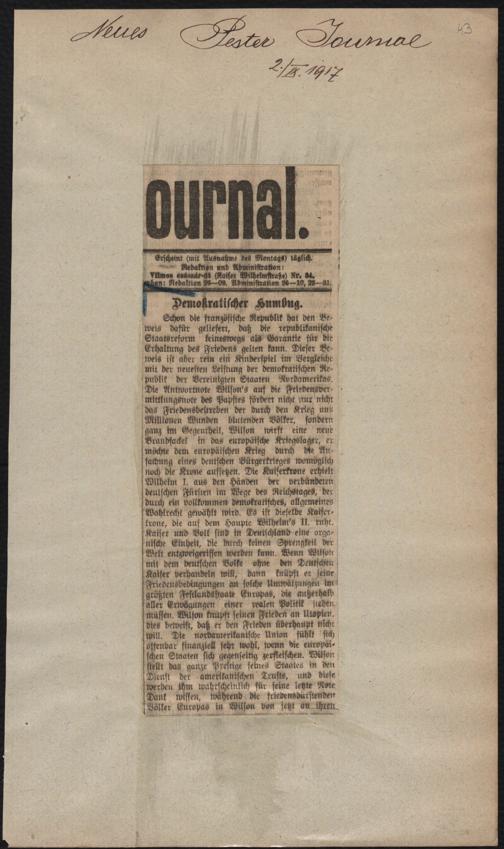 43
Neues Pester Journal
2./IX. 1917
ournal.
Erscheint (mit Ausnahme des Montags) täglich.
Redaktion und Administration:
Vilmos császár-út (Kaiser Wilhelmstraße) Nr. 34.
Redaktion 26—09. Administration
Demokratischer Humbug.
Schon die französische Republik hat den Be-
weis dafür geliefert, daß die republikanische
Staatsreform keineswegs als Garantie für die
Erhaltung des Friedens gelten kann. Dieser Be-
weis ist aber rein ein Kinderspiel im Vergleiche
mit der neuesten Leistung der demokratischen Re-
publik der Vereinigten Staaten Nordamerikas.
Die Antwortnote Wilson's auf die Friedensver-
mittlungsnote des Papstes fördert nicht nur nicht
das Friedensbestreben der durch den Krieg aus
Millionen Wunden blutenden Völker, sondern
ganz im Gegentheil, Wilson wirft eine neue
Brandfackel in das europäische Kriegslager, er
möchte dem europäischen Krieg durch die An-
fachung eines deutschen Bürgerkrieges womöglich
noch die Krone aufsetzen. Die Kaiserkrone erhielt
Wilhelm I. aus den Händen der verbündeten
deutschen Fürsten im Wege des Reichstages, der
durch ein vollkommen demokratisches, allgemeines
Wahlrecht gewählt wird. Es ist dieselbe Kaiser-
krone, die auf dem Haupte Wilhelm's II. ruht.
Kaiser und Volk sind in Deutschland eine orga-
nische Einheit, die durch keinen Sprengkeil der
Welt entzweigerissen werden kann. Wenn Wilson
mit dem deutschen Volke ohne den Deutschen
Kaiser verhandeln will, dann knüpft er seine
Friedensbedingungen an solche Umwälzungen im
größten Festlandstaate Europas, die außerhalb
aller Erwägungen einer realen Politik stehen
müssen. Wilson knüpft seinen Frieden an Utopien,
dies beweist, daß er den Frieden überhaupt nicht
will. Die nordamerikanische Union fühlt sich
offenbar finanziell sehr wohl, wenn die europäi-
schen Staaten sich gegenseitig zerfleischen. Wilson
stellt das ganze Prestige seines Staates in den
Dienst der amerikanischen Trusts, und diese
werden ihm wahrscheinlich für seine letzte Note
Dank wissen, während die friedensdürstenden
Völker Europas in Wilson von jetzt an ihren